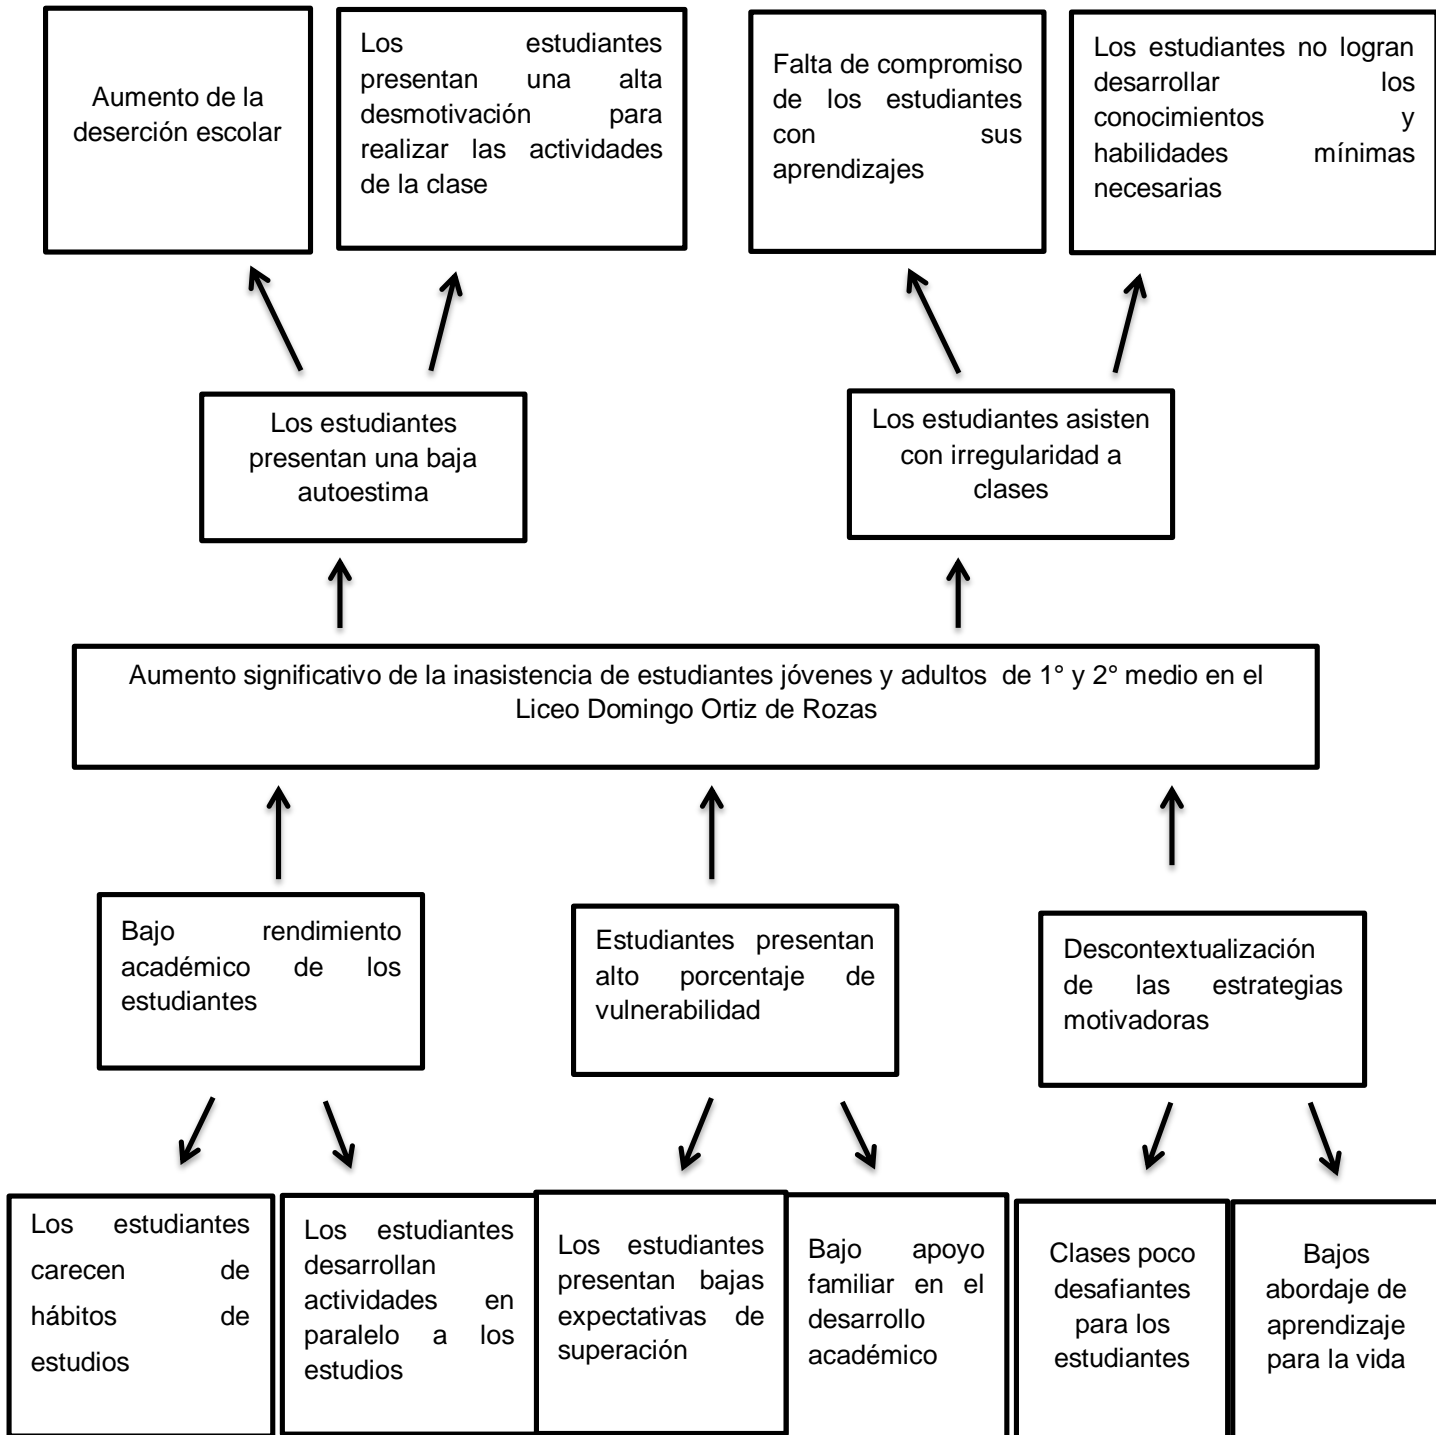 Aumento de la
deserción escolar
Los estudiantes
presentan una alta
desmotivación para
realizar las actividades
de la clase
Falta de compromiso
de los estudiantes
con sus
aprendizajes
Los estudiantes no logran
desarrollar los
conocimientos y
habilidades mínimas
necesarias
Los estudiantes
presentan una baja
autoestima
Los estudiantes asisten
con irregularidad a
clases
Aumento significativo de la inasistencia de estudiantes jóvenes y adultos de 1° y 2° medio en el
Liceo Domingo Ortiz de Rozas
Bajo rendimiento
académico de los
estudiantes
Estudiantes presentan
alto porcentaje de
vulnerabilidad
Descontextualización
de las estrategias
motivadoras
Los estudiantes
carecen de
hábitos de
estudios
Los estudiantes
desarrollan
actividades en
paralelo a los
estudios
Los estudiantes
presentan bajas
expectativas de
superación
Bajo apoyo
familiar en el
desarrollo
académico
Clases poco
desafiantes
para los
estudiantes
Bajos
abordaje de
aprendizaje
para la vida